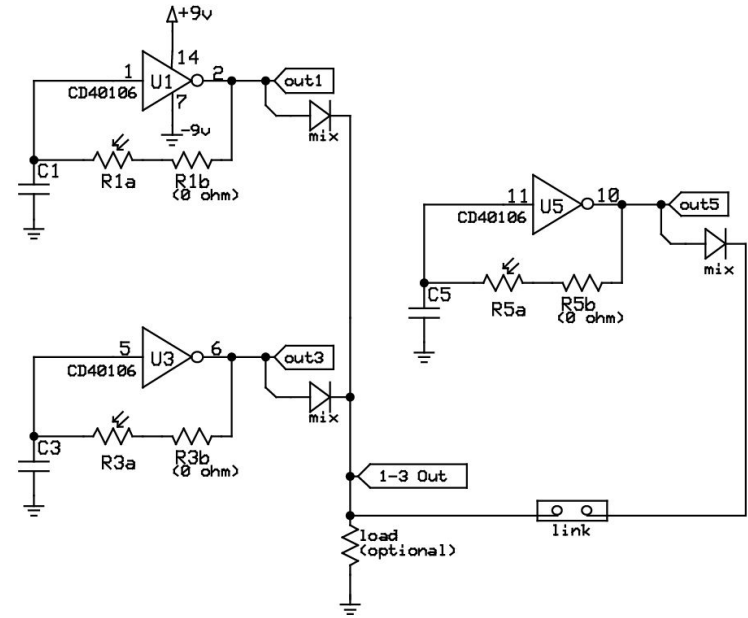 +9v
14
1
U1
2
out1
CD40106
7
-9v
mix
C1
R1a
R1b
(0 ohm)
11
U5
10
out5
CD40106
mix
C5
R5a
R5b
(0 ohm)
5
U3
6
out3
CD40106
mix
C3
R3a
R3b
(0 ohm)
1-3 Out
link
load
(optional)